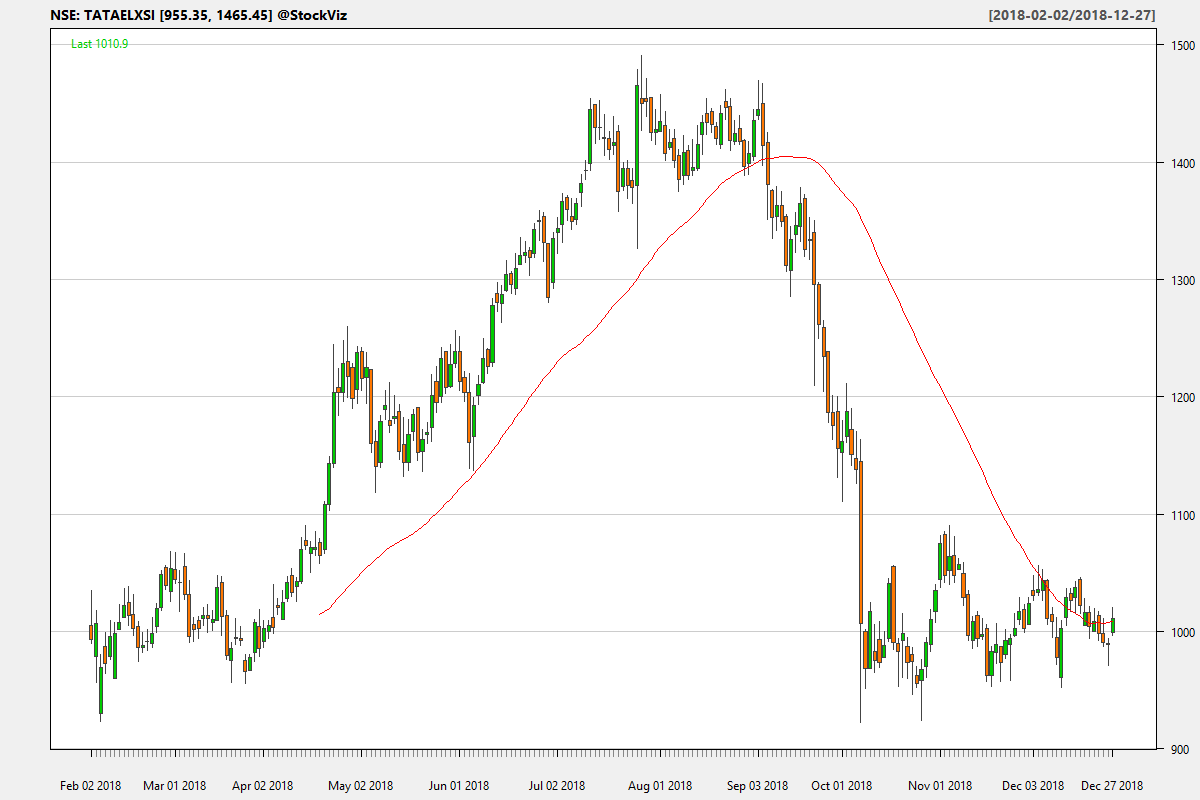 NSE: TATAELXSI [955.35, 1465.45] @StockViz
[2018-02-02/2018-12-27]
Last 1010.9
1500
1400
1300
1200
1100
1000
900
Feb 02 2018
Mar 01 2018
Apr 02 2018
May 02 2018
Jun 01 2018
Jul 02 2018
Aug 01 2018
Sep 03 2018
Oct 01 2018
Nov 01 2018
Dec 03 2018
Dec 27 2018